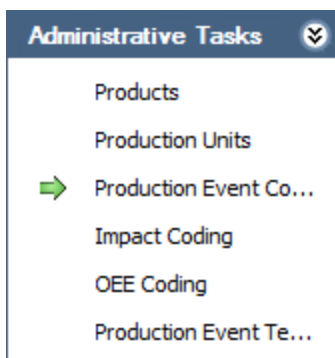 Administrative Tasks
Products
Production Units
Production Event Co...
Impact Coding
OEE Coding
Production Event Te...